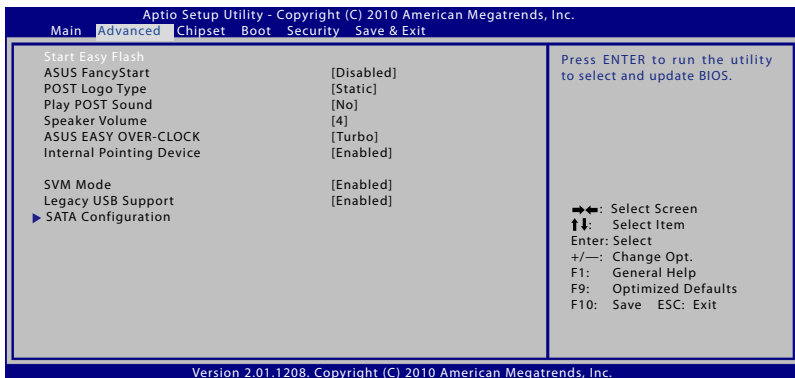 Aptio Setup Utility - Copyright (C) 2010 American Megatrends, Inc.
Main Advanced Chipset Boot Security Save & Exit
Start Easy Flash
ASUS FancyStart [Disabled]
POST Logo Type [Static]
Play POST Sound [No]
Speaker Volume [4]
ASUS EASY OVER-CLOCK [Turbo]
Internal Pointing Device [Enabled]
SVM Mode [Enabled]
Legacy USB Support [Enabled]
SATA Configuration
Press ENTER to run the utility
to select and update BIOS.
→←: Select Screen
↑↓: Select Item
Enter: Select
+/—: Change Opt.
F1: General Help
F9: Optimized Defaults
F10: Save ESC: Exit
Version 2.01.1208. Copyright (C) 2010 American Megatrends, Inc.